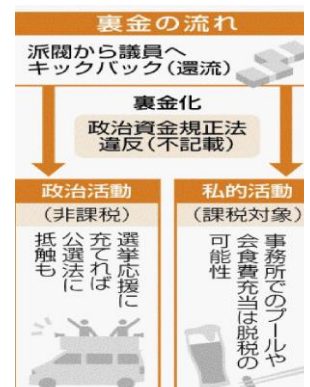 裏金の流れ
派閥から議員へ
キックバック(還流)
裏金化
政治資金規正法
違反(不記載)
政治活動
(非課税)
選挙応援に
充てれば
公選法に
抵触も
私的活動
(課税対象)
事務所でのプールや
会食費充当は脱税の
可能性